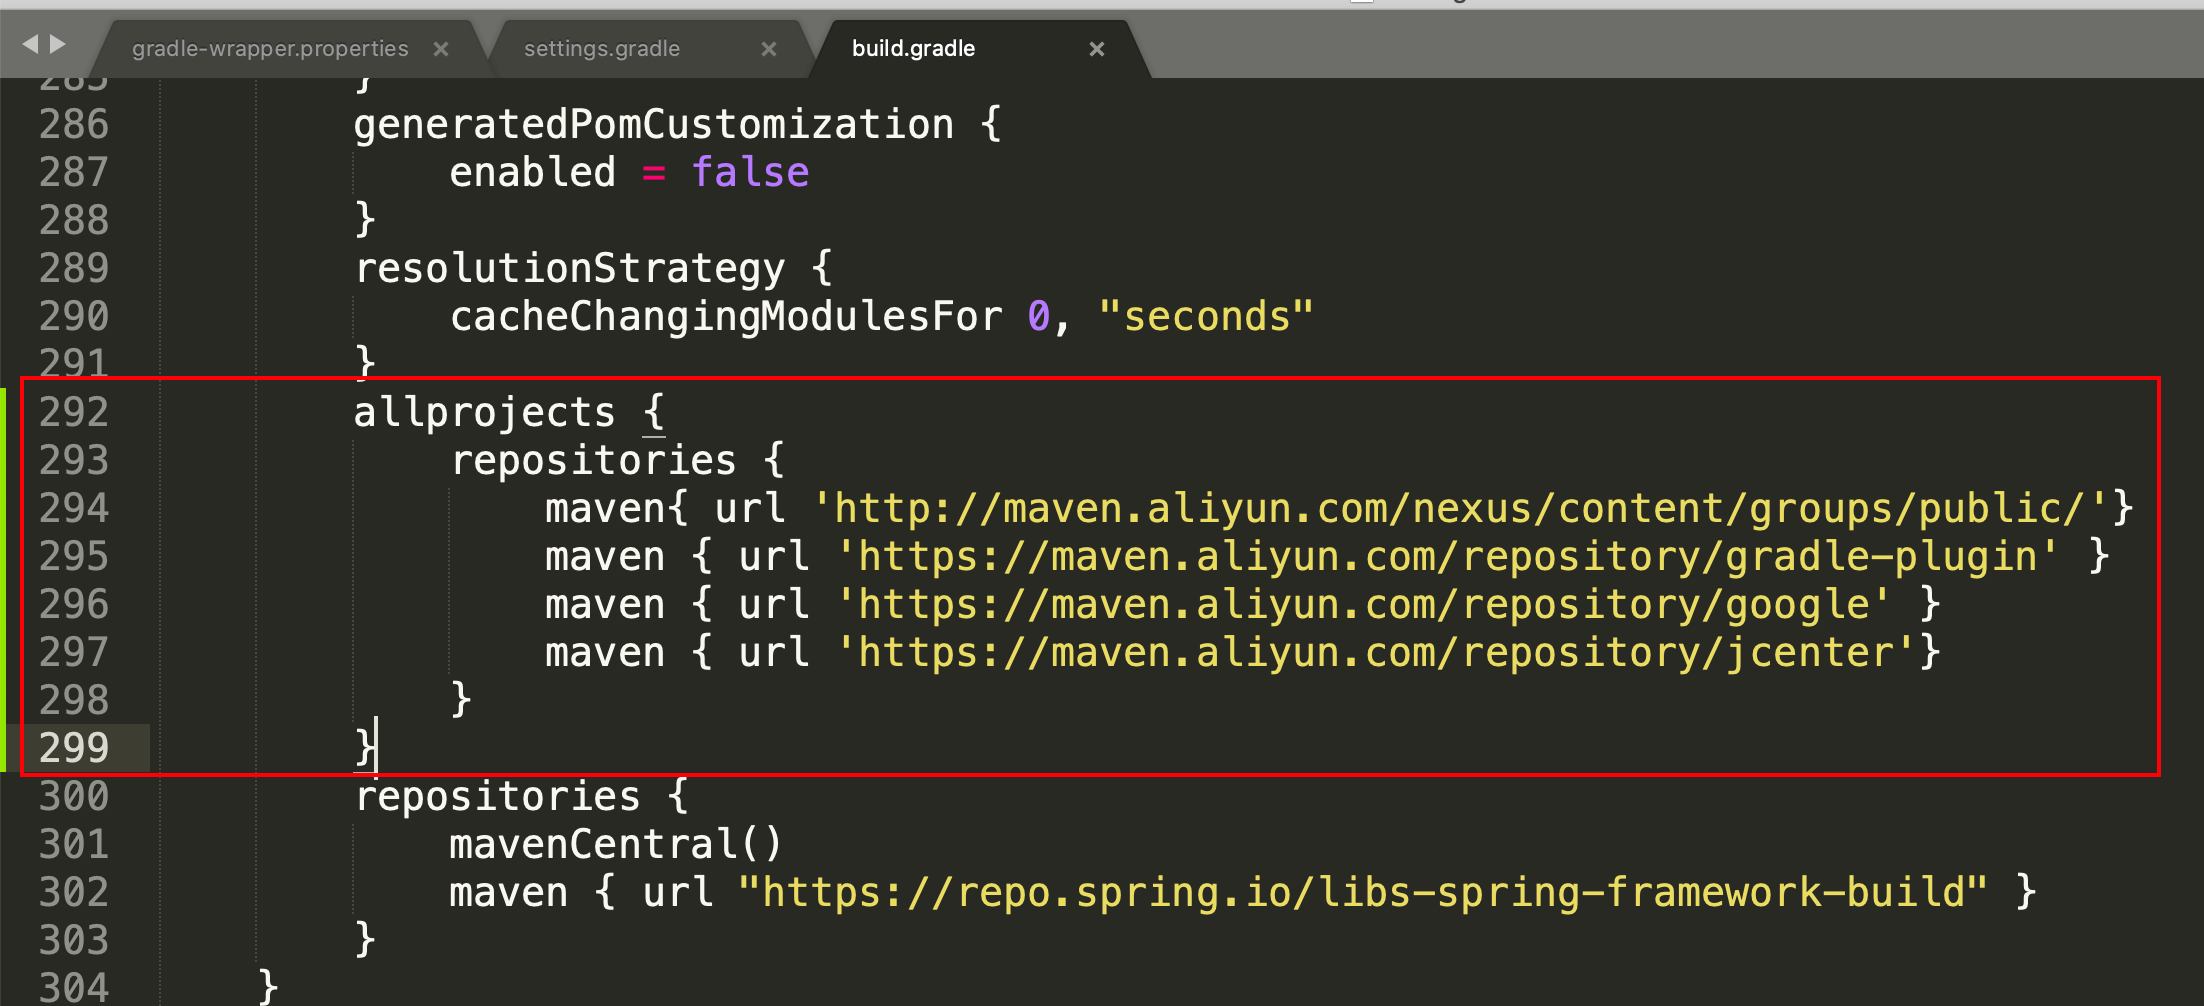 gradle-wrapper.properties × settings.gradle × build.gradle ×
285 }
286 generatedPomCustomization {
287 enabled = false
288 }
289 resolutionStrategy {
290 cacheChangingModulesFor 0, "seconds"
291 }
292 allprojects {
293 repositories {
294 maven{ url 'http://maven.aliyun.com/nexus/content/groups/public/'}
295 maven { url 'https://maven.aliyun.com/repository/gradle-plugin' }
296 maven { url 'https://maven.aliyun.com/repository/google' }
297 maven { url 'https://maven.aliyun.com/repository/jcenter'}
298 }
299 }
300 repositories {
301 mavenCentral()
302 maven { url "https://repo.spring.io/libs-spring-framework-build" }
303 }
304 }